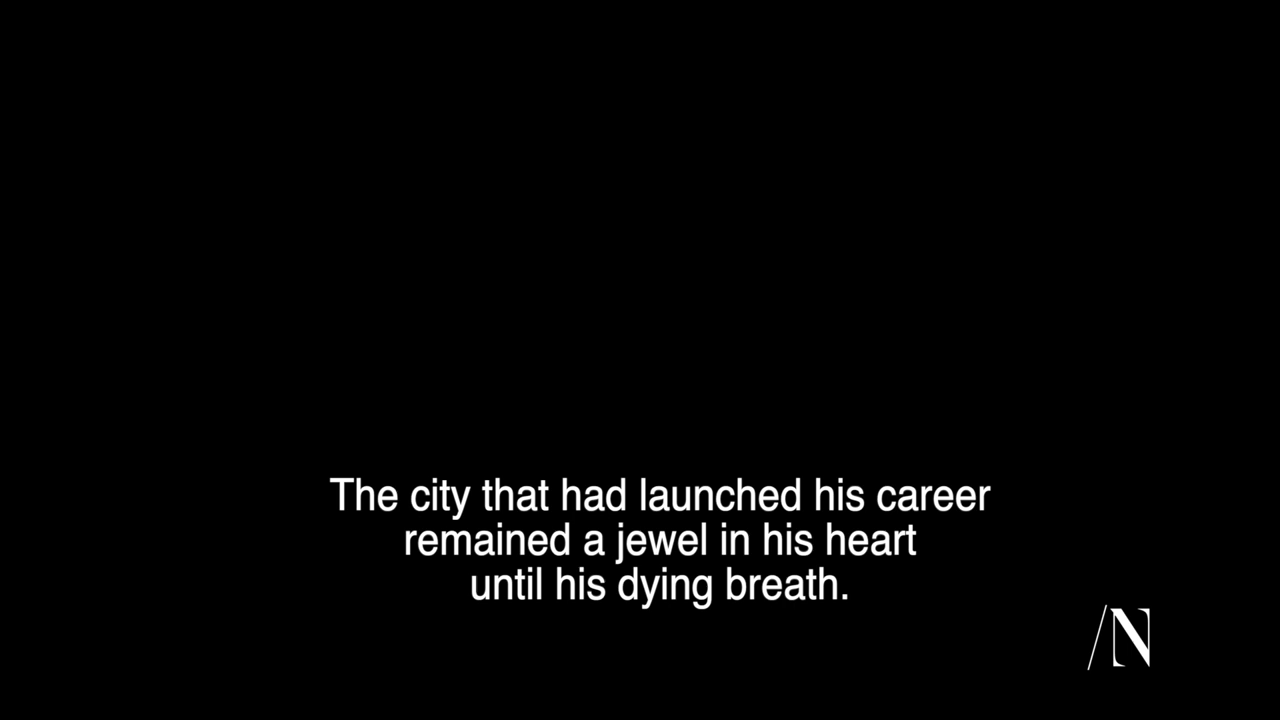 The city that had launched his career
remained a jewel in his heart
until his dying breath.
/N